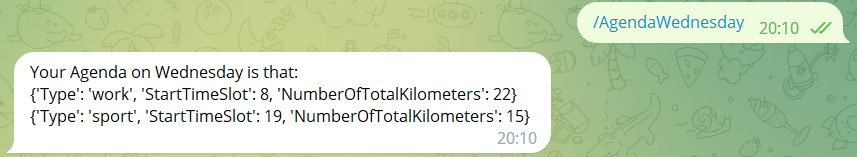 /AgendaWednesday 20:10
Your Agenda on Wednesday is that:
{'Type': 'work', 'StartTimeSlot': 8, 'NumberOfTotalKilometers': 22}
{'Type': 'sport', 'StartTimeSlot': 19, 'NumberOfTotalKilometers': 15}
20:10